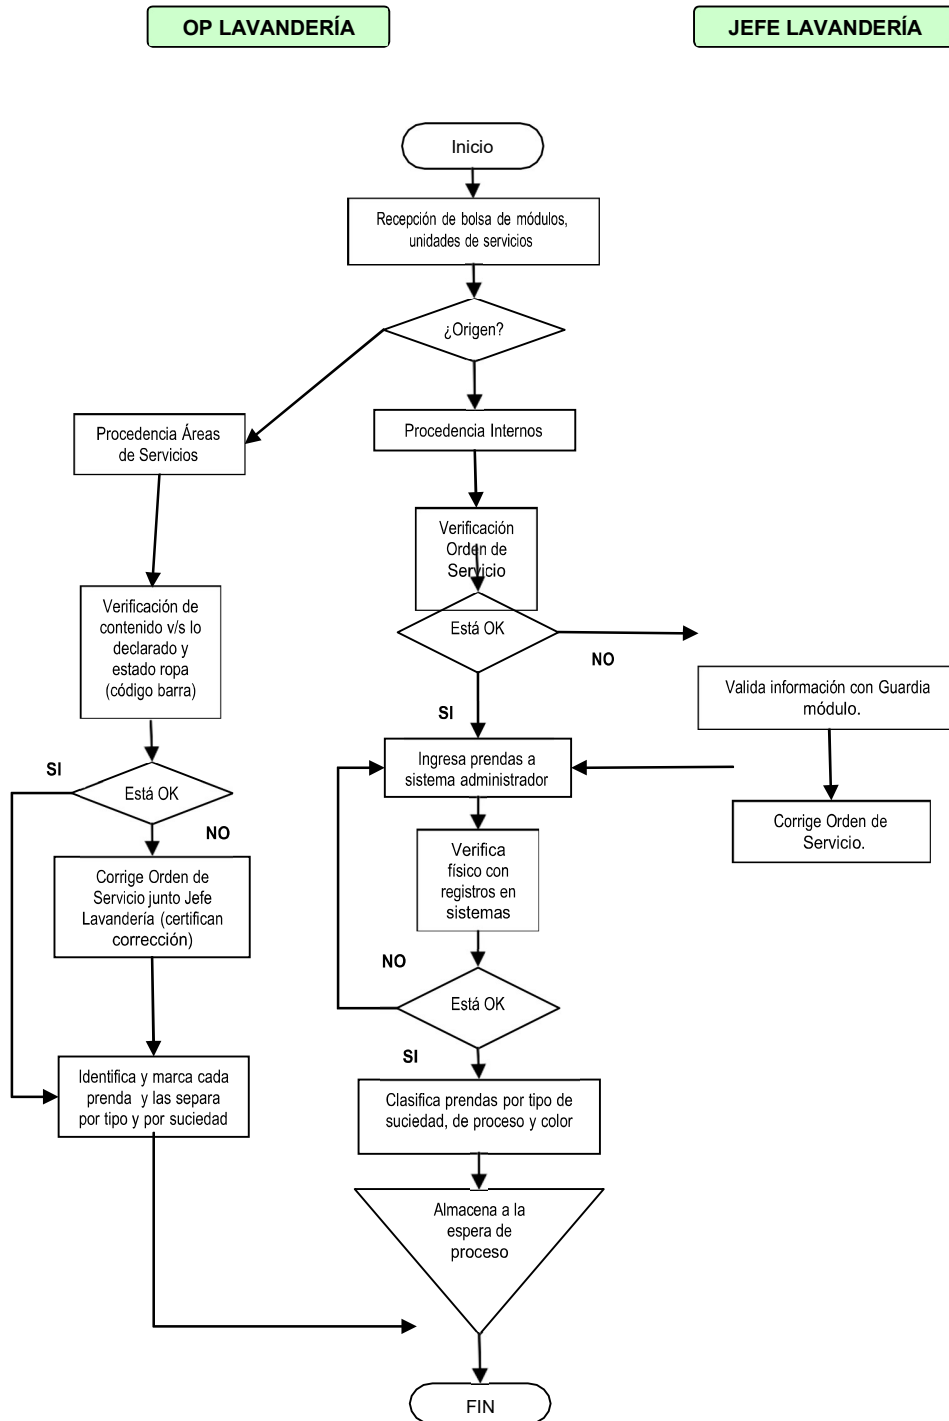 OP LAVANDERÍA
JEFE LAVANDERÍA
Inicio
Recepción de bolsa de módulos,
unidades de servicios
¿Origen?
Procedencia Áreas
de Servicios
Procedencia Internos
Verificación
Orden de
Servicio
Verificación de
contenido v/s lo
declarado y
estado ropa
(código barra)
Está OK
NO
SI
Valida información con Guardia
módulo.
Ingresa prendas a
sistema administrador
Corrige Orden de
Servicio.
SI
Está OK
NO
Verifica
físico con
registros en
sistemas
Corrige Orden de
Servicio junto Jefe
Lavandería (certifican
corrección)
NO
Está OK
SI
Identifica y marca cada
prenda y las separa
por tipo y por suciedad
Clasifica prendas por tipo de
suciedad, de proceso y color
Almacena a la
espera de
proceso
FIN